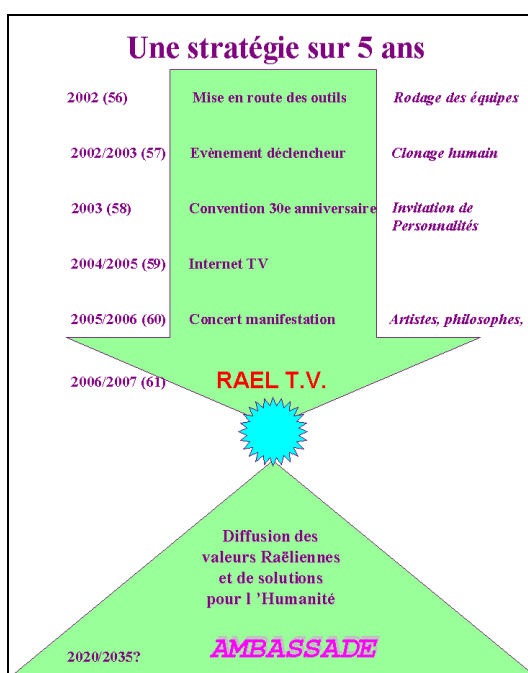 Une stratégie sur 5 ans
2002 (56) Mise en route des outils Rodage des équipes
2002/2003 (57) Evènement déclencheur Clonage humain
2003 (58) Convention 30e anniversaire Invitation de
Personnalités
2004/2005 (59) Internet TV
2005/2006 (60) Concert manifestation Artistes, philosophes,
2006/2007 (61) RAEL T.V.
Diffusion des
valeurs Raëliennes
et de solutions
pour l ’Humanité
2020/2035? AMBASSADE